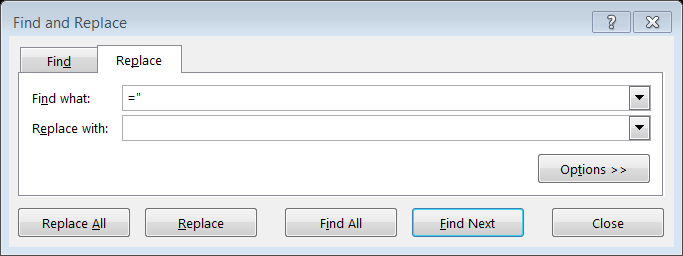 Find and Replace
Find Replace
Find what: ="
Replace with:
Options >>
Replace All Replace Find All Find Next Close